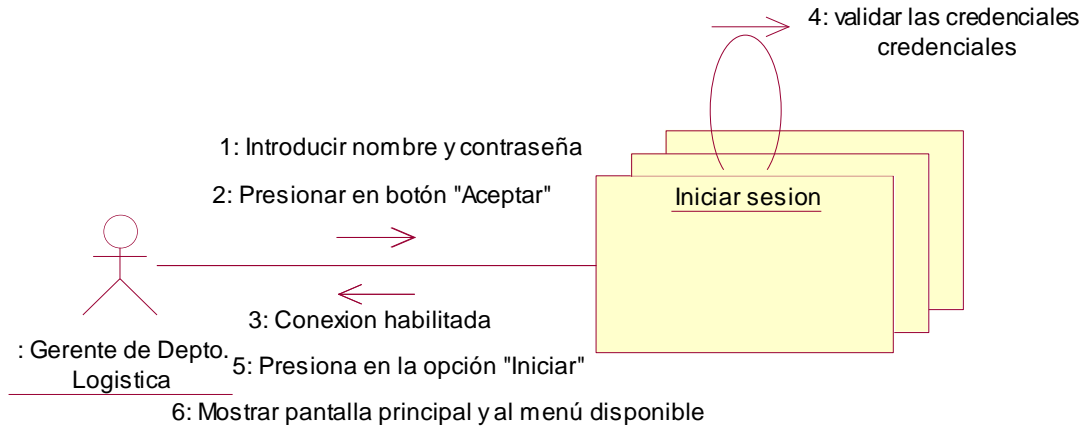 4: validar las credenciales
credenciales
1: Introducir nombre y contraseña
2: Presionar en botón "Aceptar"
Iniciar sesion
3: Conexion habilitada
: Gerente de Depto.
Logistica
5: Presiona en la opción "Iniciar"
6: Mostrar pantalla principal y al menú disponible